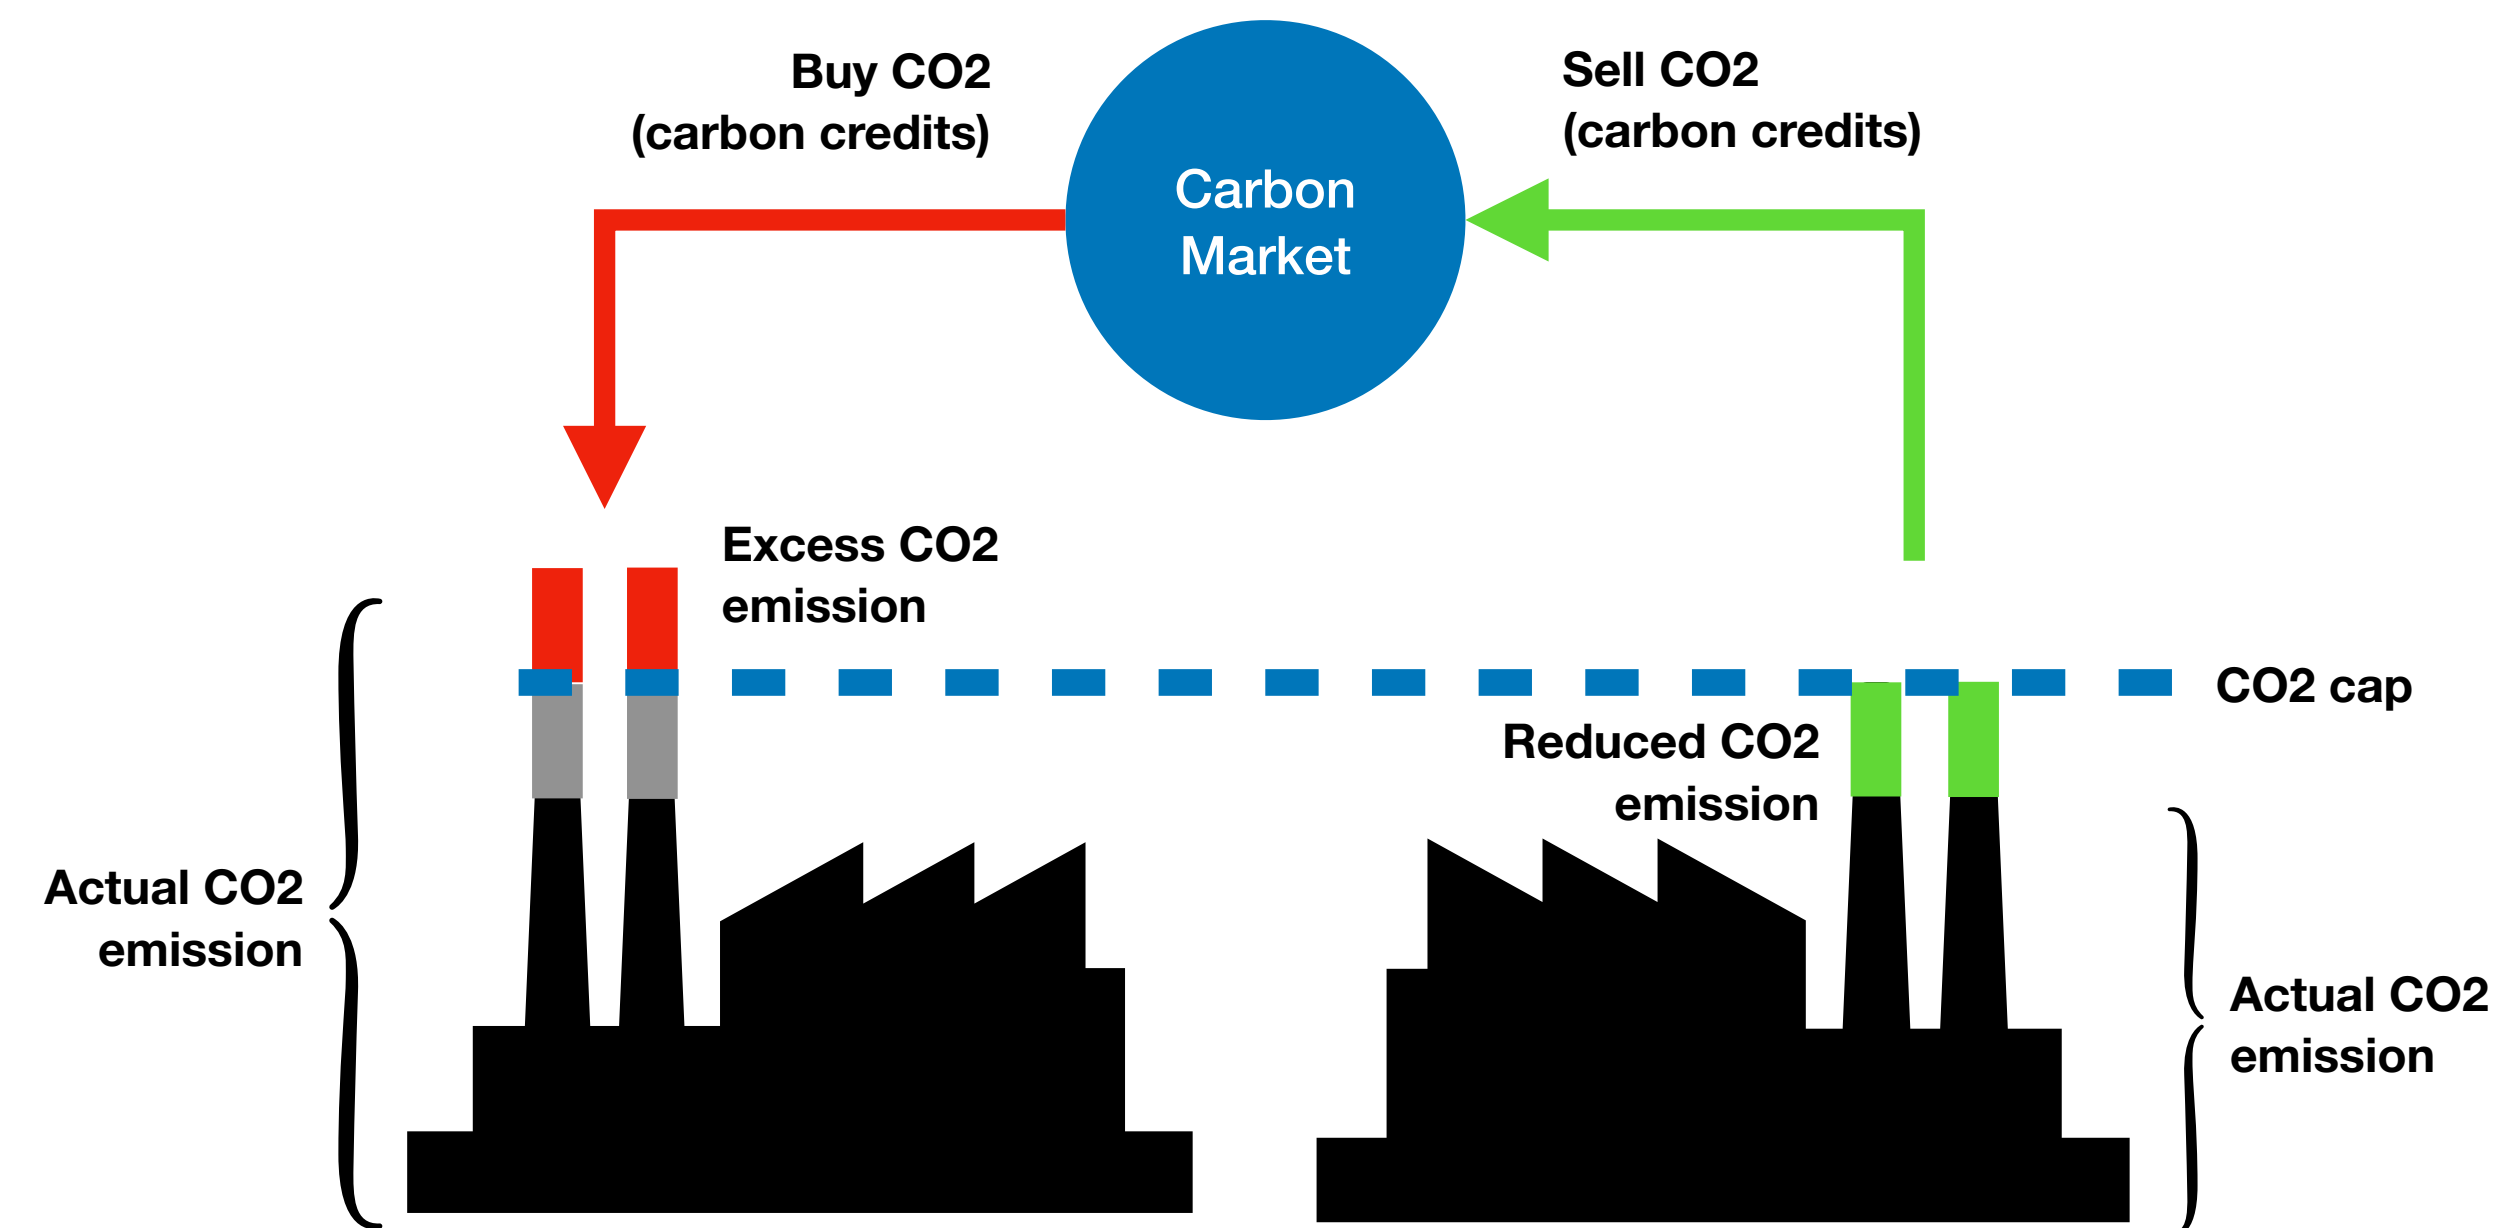 Buy CO2
(carbon credits)
Carbon
Market
Sell CO2
(carbon credits)
Excess CO2
emission
CO2 cap
Reduced CO2
emission
Actual CO2
emission
Actual CO2
emission